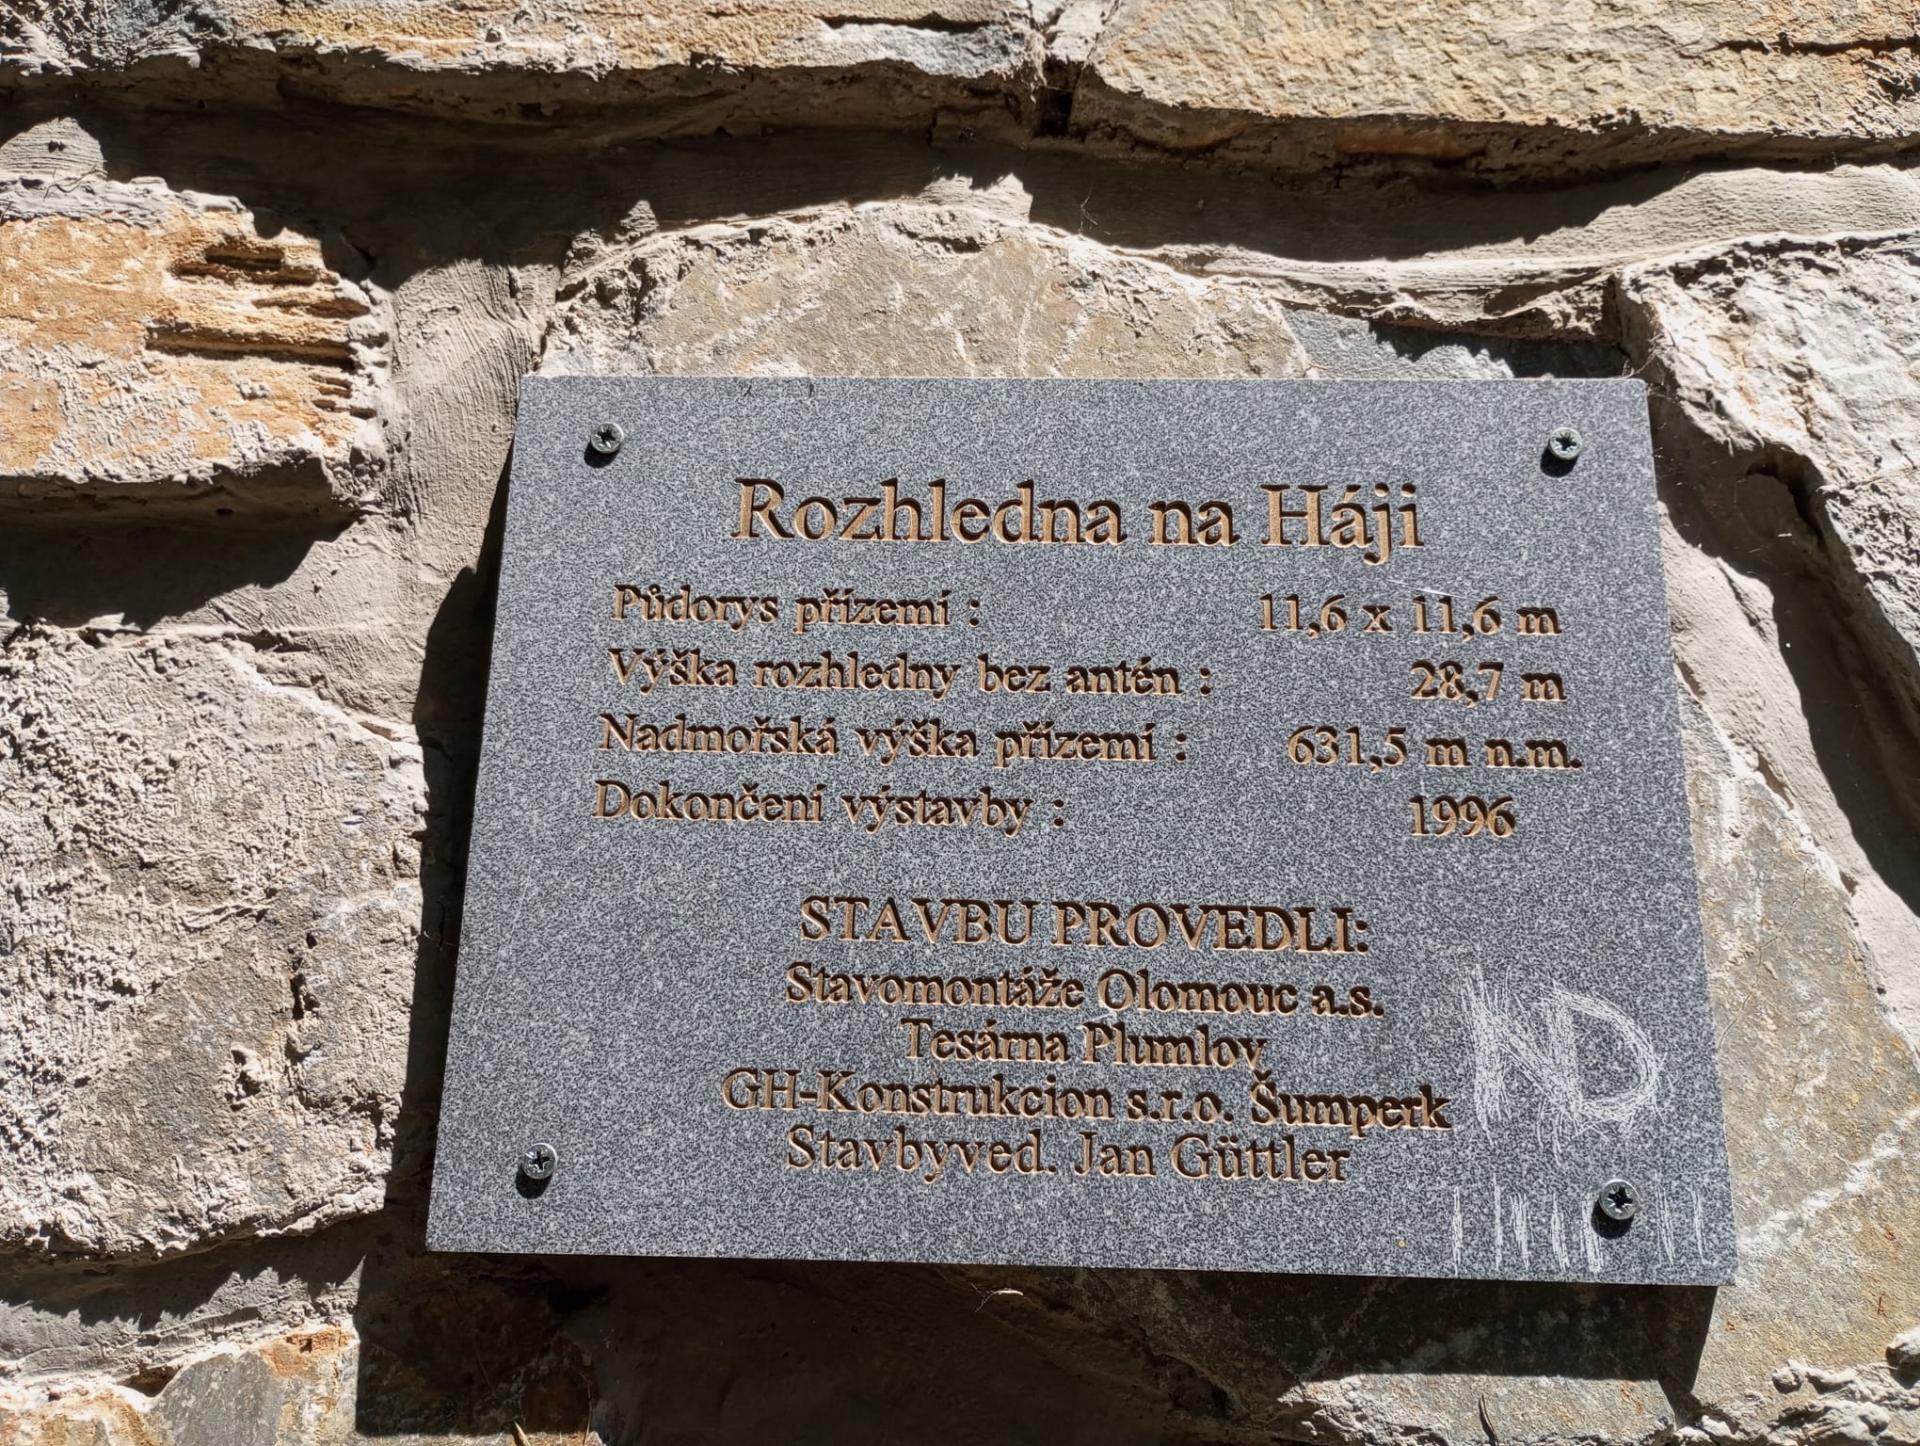 Rozhledna na Háji
Půdorys přízemí : 11,6 x 11,6 m
Výška rozhledny bez antén : 28,7 m
Nadmořská výška přízemí : 631,5 m n.m.
Dokončení výstavby : 1996
STAVBU PROVEDLI:
Stavomontáže Olomouc a.s.
Tesárna Plumlov
GH-Konstrukcion s.r.o. Šumperk
Stavbyved. Jan Güttler